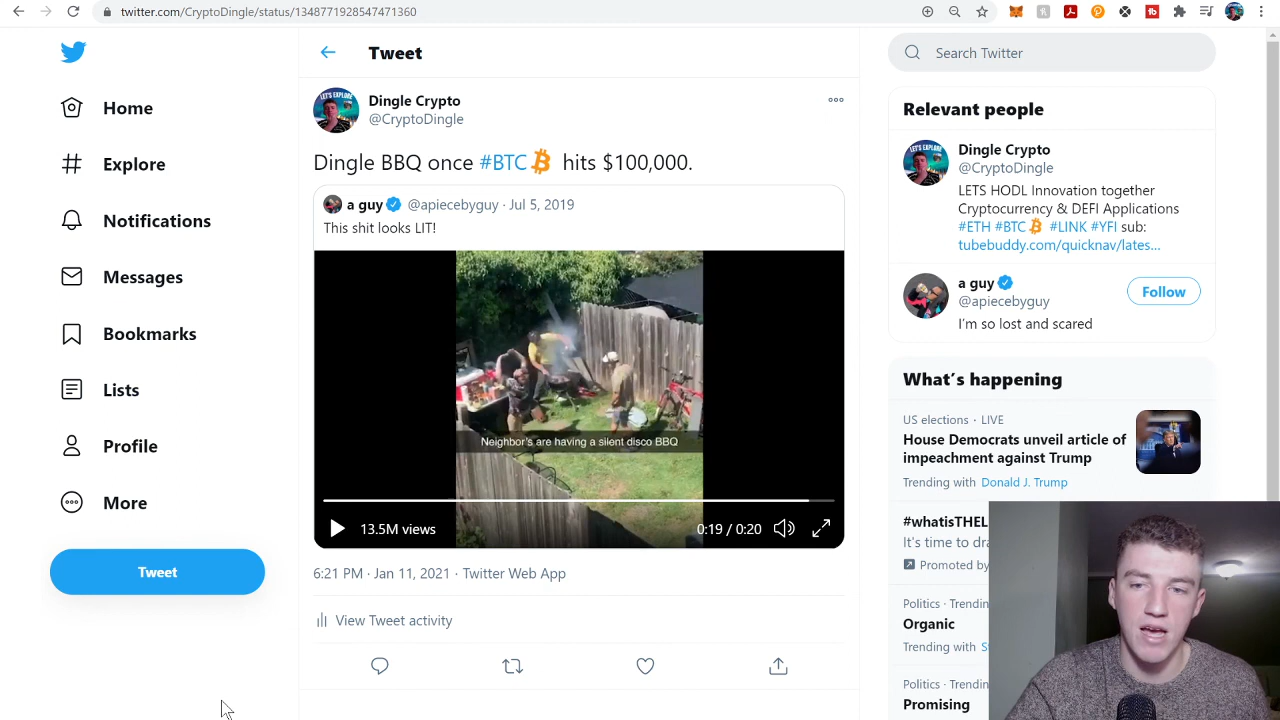 twitter.com/CryptoDingle/status/1348771928547471360
Home
Explore
Notifications
Messages
Bookmarks
Lists
Profile
More
Tweet
Tweet
LET'S EXPLORE
Dingle Crypto
@CryptoDingle
Dingle BBQ once #BTC hits $100,000.
a guy @apiecebyguy · Jul 5, 2019
This shit looks LIT!
Neighbor's are having a silent disco BBQ
13.5M views
0:19 / 0:20
6:21 PM · Jan 11, 2021 · Twitter Web App
View Tweet activity
Search Twitter
Relevant people
LET'S EXPLORE
Dingle Crypto
@CryptoDingle
LETS HODL Innovation together
Cryptocurrency & DEFI Applications
#ETH #BTC #LINK #YFI sub:
tubebuddy.com/quicknav/lates...
a guy
@apiecebyguy
Follow
I'm so lost and scared
What's happening
US elections · LIVE
House Democrats unveil article of
impeachment against Trump
Trending with Donald J. Trump
#whatisTHEL
It's time to dr
Promoted by
Politics · Trendin
Organic
Trending with S
Politics · Trendin
Promising